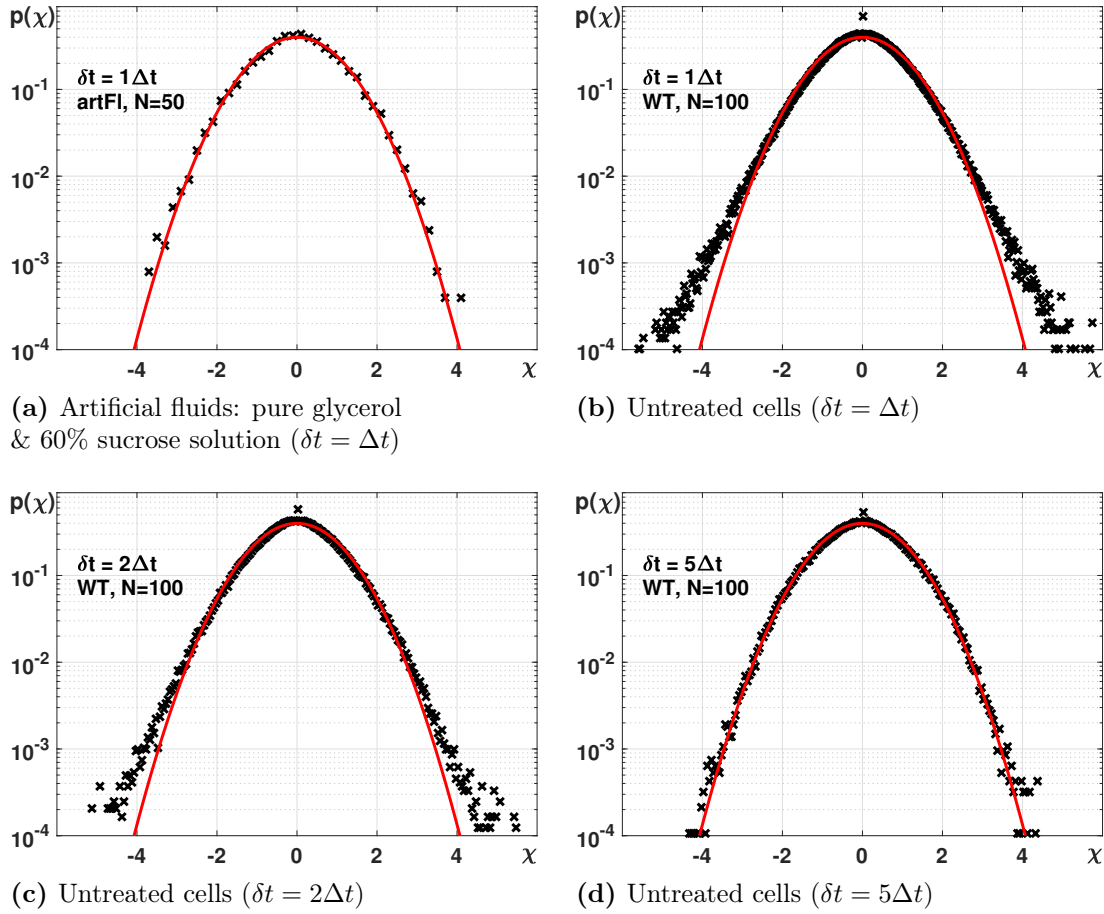 p(χ)
10⁻¹
10⁻²
10⁻³
10⁻⁴
δt = 1Δt
artFl, N=50
-4 -2 0 2 4 χ
(a) Artificial fluids: pure glycerol
& 60% sucrose solution (δt = Δt)
p(χ)
10⁻¹
10⁻²
10⁻³
10⁻⁴
δt = 1Δt
WT, N=100
-4 -2 0 2 4 χ
(b) Untreated cells (δt = Δt)
p(χ)
10⁻¹
10⁻²
10⁻³
10⁻⁴
δt = 2Δt
WT, N=100
-4 -2 0 2 4 χ
(c) Untreated cells (δt = 2Δt)
p(χ)
10⁻¹
10⁻²
10⁻³
10⁻⁴
δt = 5Δt
WT, N=100
-4 -2 0 2 4 χ
(d) Untreated cells (δt = 5Δt)